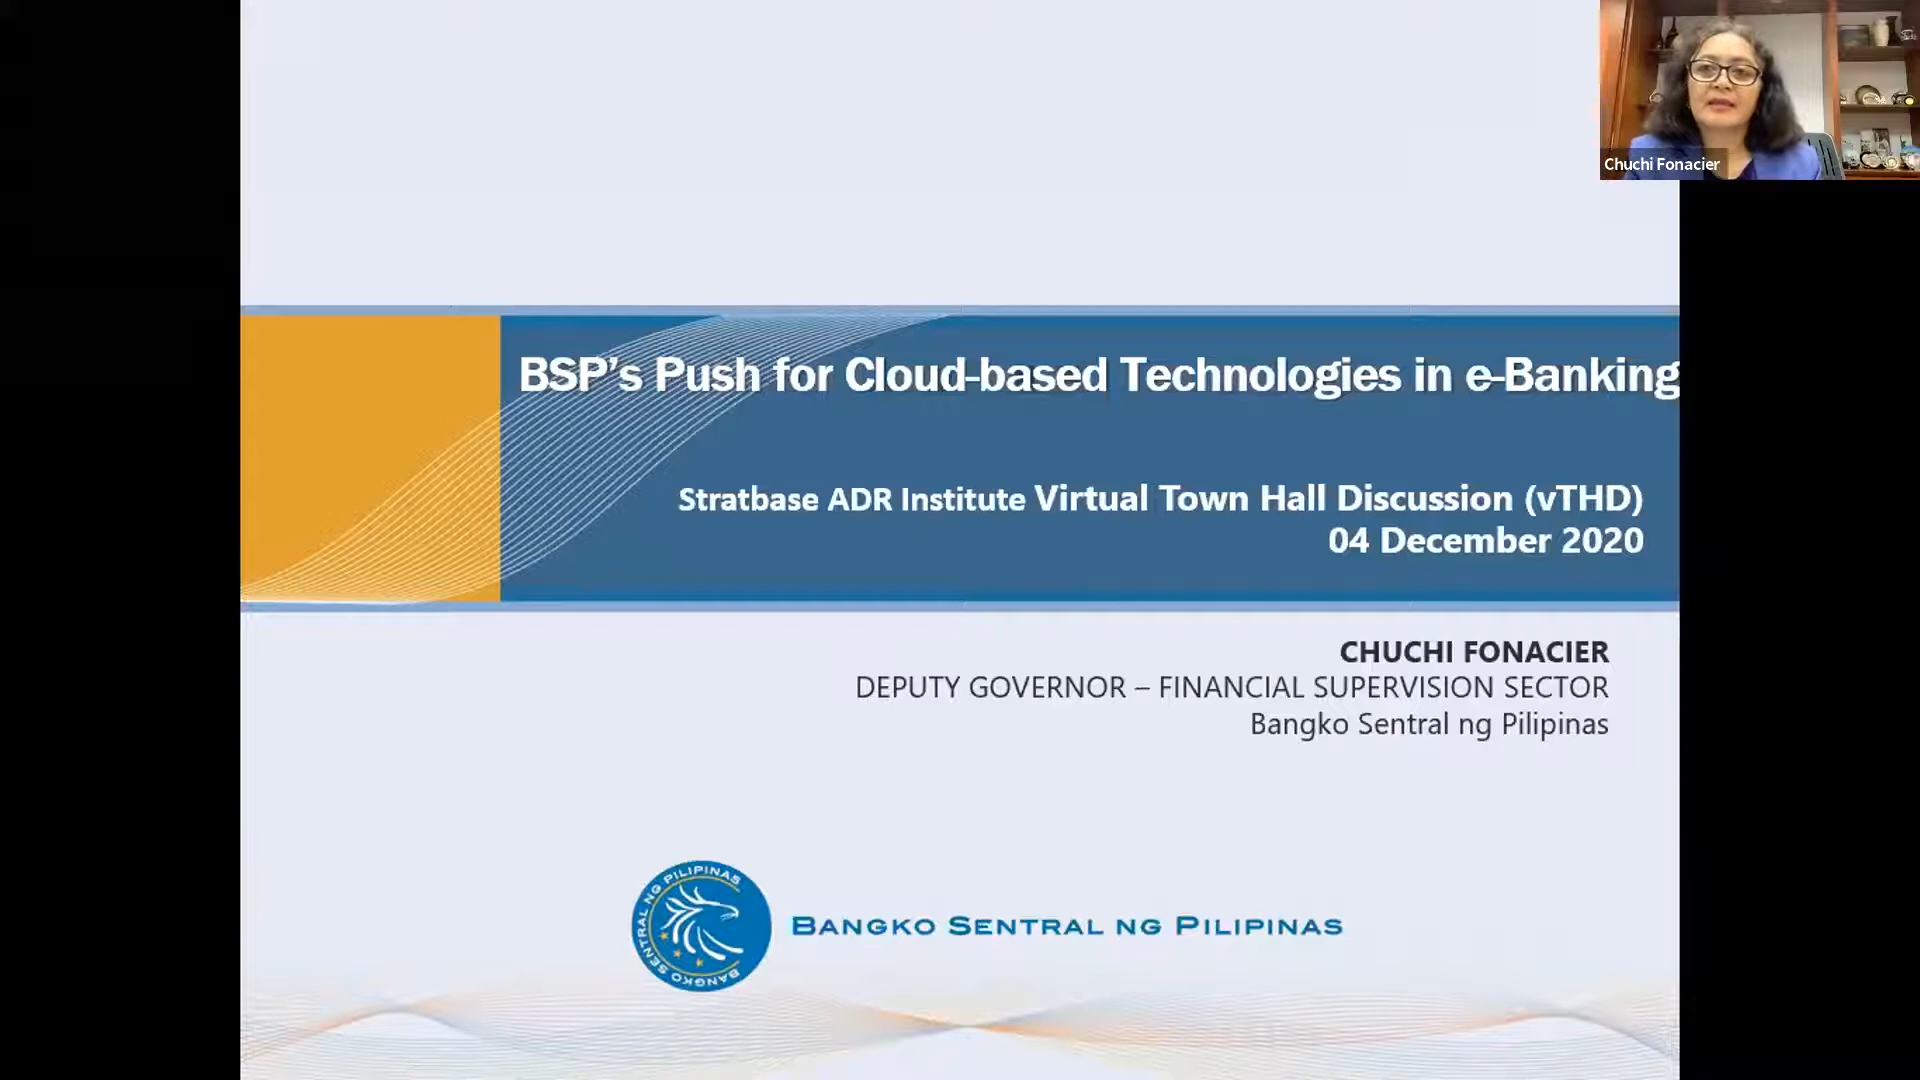 Chuchi Fonacier
BSP's Push for Cloud-based Technologies in e-Banking
Stratbase ADR Institute Virtual Town Hall Discussion (vTHD)
04 December 2020
CHUCHI FONACIER
DEPUTY GOVERNOR – FINANCIAL SUPERVISION SECTOR
Bangko Sentral ng Pilipinas
BANGKO SENTRAL NG PILIPINAS
BANGKO SENTRAL NG PILIPINAS